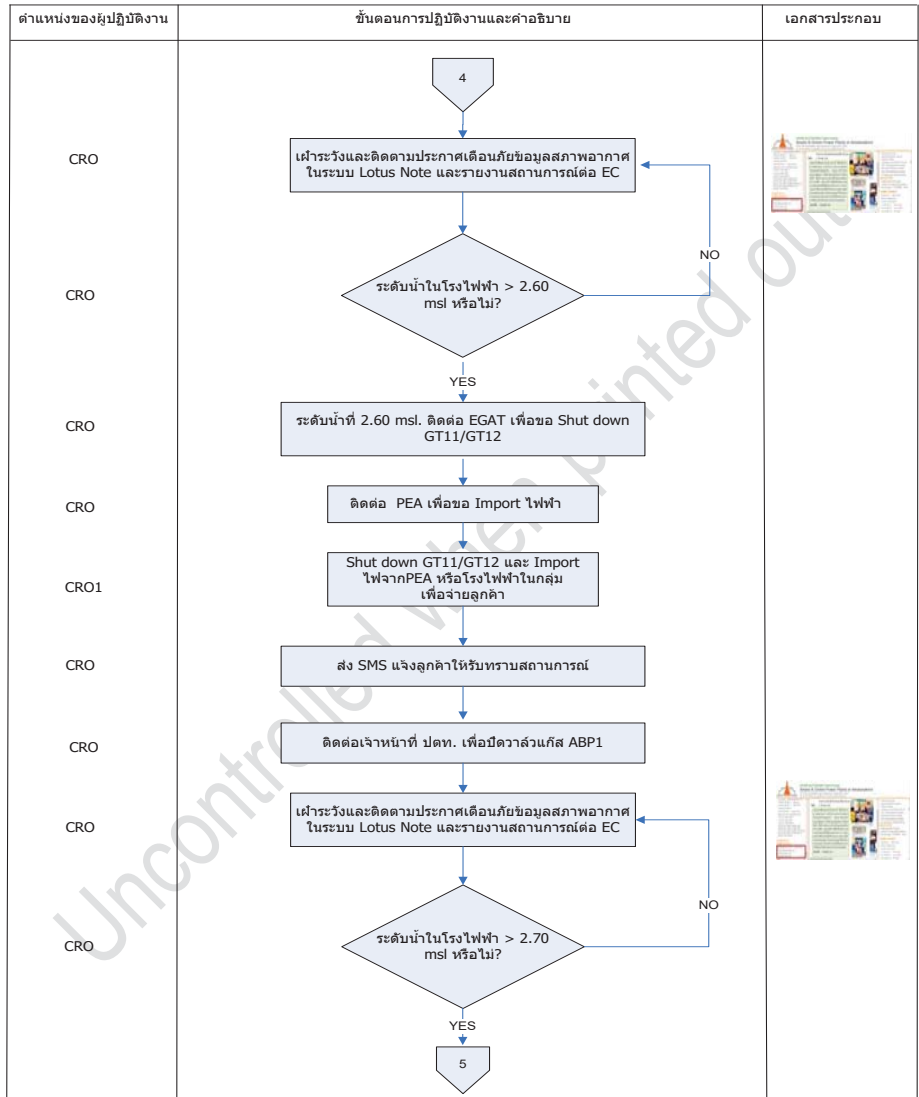 ตำแหน่งของผู้ปฏิบัติงาน
ขั้นตอนการปฏิบัติงานและคำอธิบาย
เอกสารประกอบ
4
CRO
เฝ้าระวังและติดตามประกาศเตือนภัยข้อมูลสภาพอากาศ
ในระบบ Lotus Note และรายงานสถานการณ์ต่อ EC
NO
CRO
ระดับน้ำในโรงไฟฟ้า > 2.60
msl หรือไม่?
YES
CRO
ระดับน้ำที่ 2.60 msl. ติดต่อ EGAT เพื่อขอ Shut down
GT11/GT12
CRO
ติดต่อ PEA เพื่อขอ Import ไฟฟ้า
CRO1
Shut down GT11/GT12 และ Import
ไฟจากPEA หรือโรงไฟฟ้าในกลุ่ม
เพื่อจ่ายลูกค้า
CRO
ส่ง SMS แจ้งลูกค้าให้รับทราบสถานการณ์
CRO
ติดต่อเจ้าหน้าที่ ปตท. เพื่อปิดวาล์วแก๊ส ABP1
CRO
เฝ้าระวังและติดตามประกาศเตือนภัยข้อมูลสภาพอากาศ
ในระบบ Lotus Note และรายงานสถานการณ์ต่อ EC
NO
CRO
ระดับน้ำในโรงไฟฟ้า > 2.70
msl หรือไม่?
YES
5
Uncontrolled when printed out